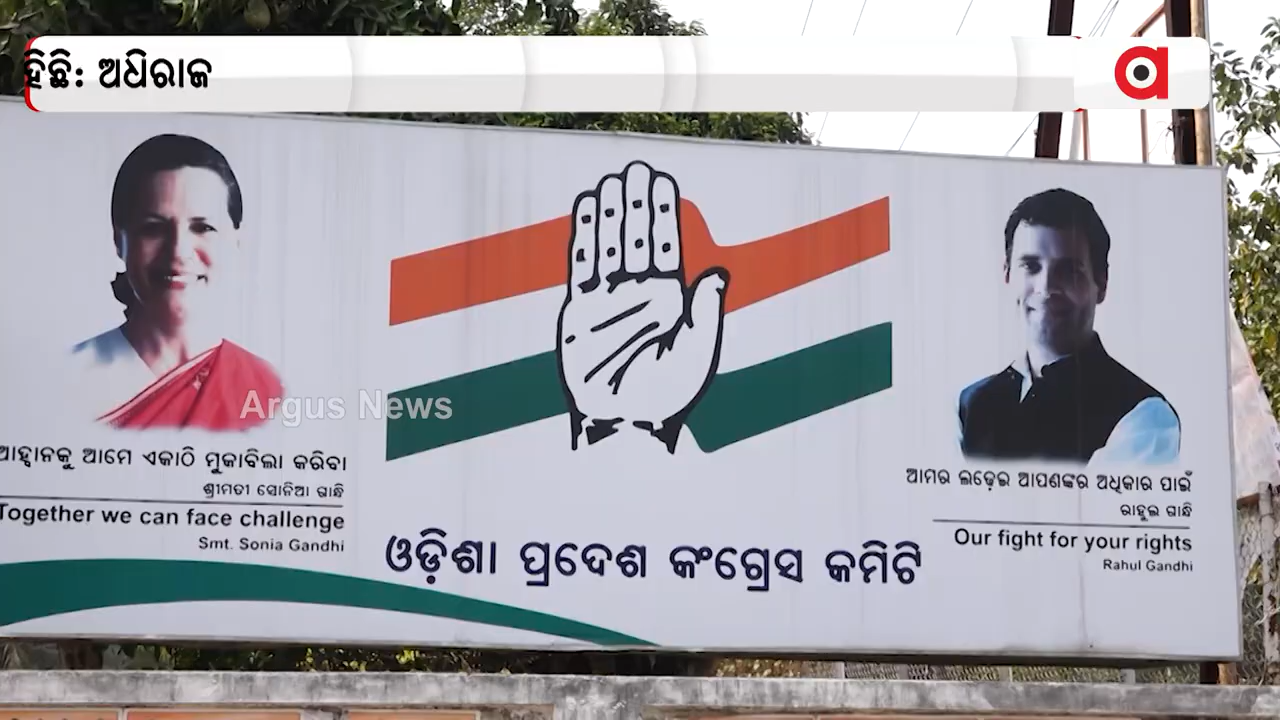 ହିଛି: ଅଧିରାଜ
a
Argus News
ଆହ୍ୱାନକୁ ଆମେ ଏକାଠି ମୁକାବିଲା କରିବା
ଶ୍ରୀମତୀ ସୋନିଆ ଗାନ୍ଧି
Together we can face challenge
Smt. Sonia Gandhi
ଓଡ଼ିଶା ପ୍ରଦେଶ କଂଗ୍ରେସ କମିଟି
ଆମର ଲଢ଼େଇ ଆପଣଙ୍କର ଅଧିକାର ପାଇଁ
ରାହୁଲ ଗାନ୍ଧି
Our fight for your rights
Rahul Gandhi